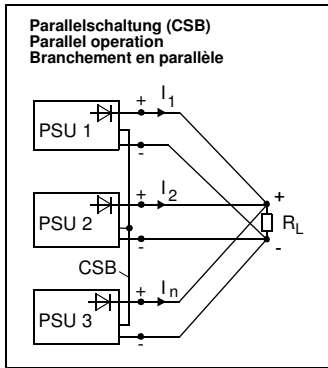 Parallelschaltung (CSB)
Parallel operation
Branchement en parallèle
+ I1
PSU 1
-
+ I2
+
PSU 2
RL
-
-
CSB
+ In
PSU 3
-